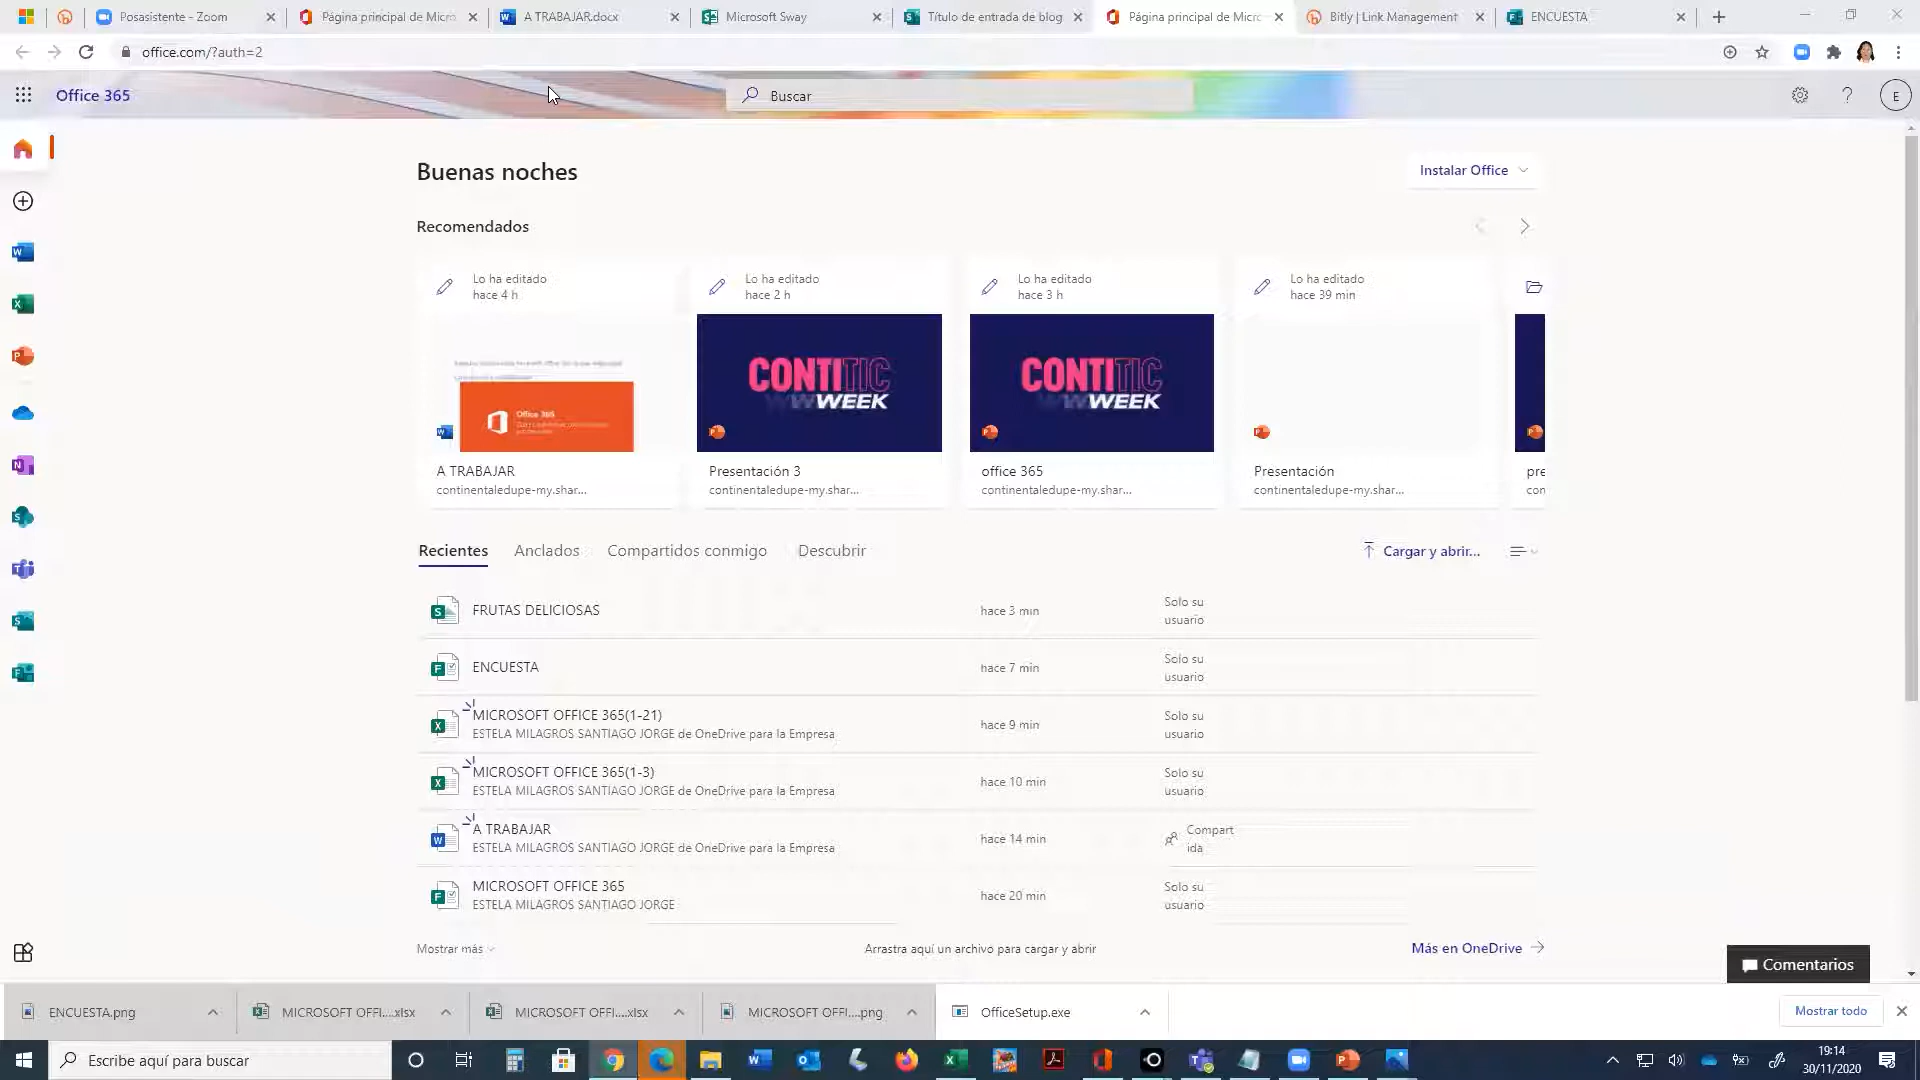 Posasistente - Zoom
Página principal de Micro
A TRABAJAR.docx
Microsoft Sway
Título de entrada de blog
Página principal de Micro
Bitly | Link Management
ENCUESTA
office.com/?auth=2
Office 365
Buscar
E
Buenas noches
Instalar Office
Recomendados
Lo ha editado
hace 4 h
Lo ha editado
hace 2 h
Lo ha editado
hace 3 h
Lo ha editado
hace 39 min
Office 365
CONTITIC
WEEK
CONTITIC
WEEK
A TRABAJAR
continentaledupe-my.shar...
Presentación 3
continentaledupe-my.shar...
office 365
continentaledupe-my.shar...
Presentación
continentaledupe-my.shar...
pre
con
Recientes
Anclados
Compartidos conmigo
Descubrir
Cargar y abrir...
FRUTAS DELICIOSAS
hace 3 min
Solo su
usuario
ENCUESTA
hace 7 min
Solo su
usuario
MICROSOFT OFFICE 365(1-21)
ESTELA MILAGROS SANTIAGO JORGE de OneDrive para la Empresa
hace 9 min
Solo su
usuario
MICROSOFT OFFICE 365(1-3)
ESTELA MILAGROS SANTIAGO JORGE de OneDrive para la Empresa
hace 10 min
Solo su
usuario
A TRABAJAR
ESTELA MILAGROS SANTIAGO JORGE de OneDrive para la Empresa
hace 14 min
Compart
ida
MICROSOFT OFFICE 365
ESTELA MILAGROS SANTIAGO JORGE
hace 20 min
Solo su
usuario
Mostrar más
Arrastra aquí un archivo para cargar y abrir
Más en OneDrive
Comentarios
ENCUESTA.png
MICROSOFT OFFI....xlsx
MICROSOFT OFFI....xlsx
MICROSOFT OFF....png
OfficeSetup.exe
Mostrar todo
Escribe aquí para buscar
19:14
30/11/2020